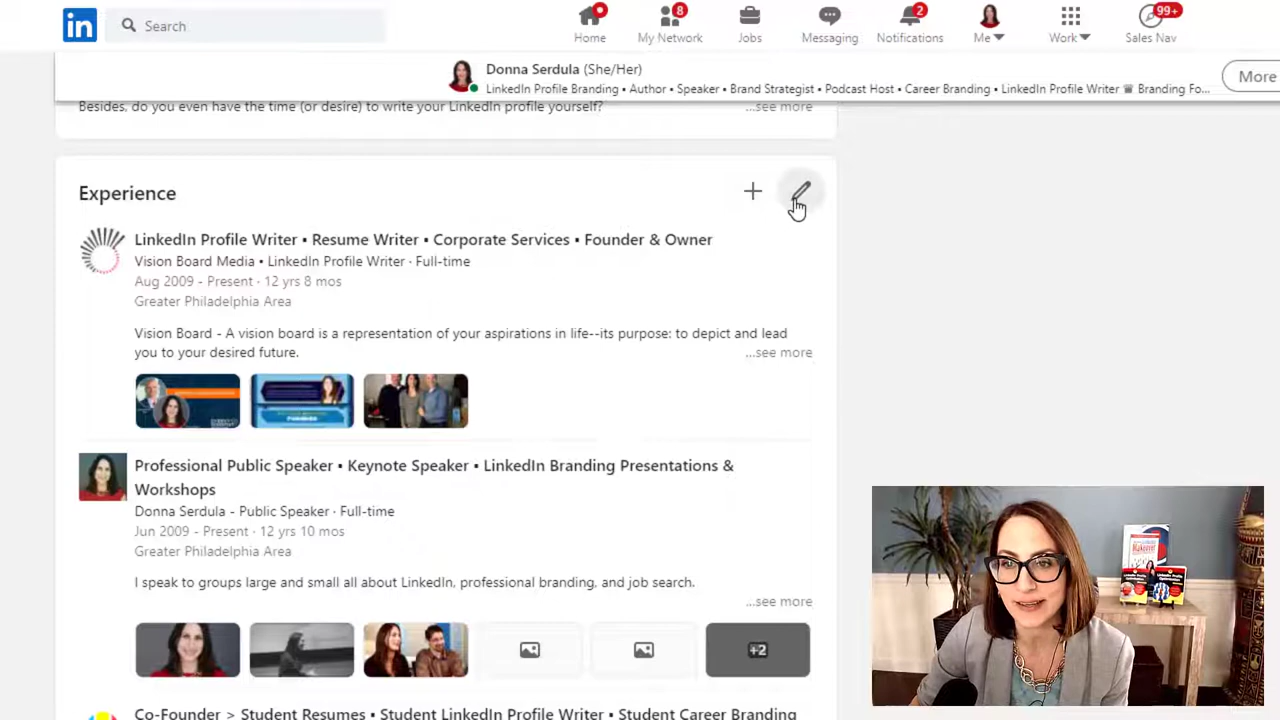 in
Search
8
2
99+
Home
My Network
Jobs
Messaging
Notifications
Me
Work
Sales Nav
Donna Serdula (She/Her)
LinkedIn Profile Branding • Author • Speaker • Brand Strategist • Podcast Host • Career Branding • LinkedIn Profile Writer ♕ Branding Fo...
More
Besides, do you even have the time (or desire) to write your LinkedIn profile yourself?
...see more
Experience
LinkedIn Profile Writer ▪ Resume Writer ▪ Corporate Services ▪ Founder & Owner
Vision Board Media • LinkedIn Profile Writer · Full-time
Aug 2009 - Present · 12 yrs 8 mos
Greater Philadelphia Area
Vision Board - A vision board is a representation of your aspirations in life--its purpose: to depict and lead
you to your desired future.
...see more
Professional Public Speaker ▪ Keynote Speaker ▪ LinkedIn Branding Presentations &
Workshops
Donna Serdula - Public Speaker · Full-time
Jun 2009 - Present · 12 yrs 10 mos
Greater Philadelphia Area
I speak to groups large and small all about LinkedIn, professional branding, and job search.
...see more
+2
Co-Founder > Student Resumes ▪ Student LinkedIn Profile Writer ▪ Student Career Branding